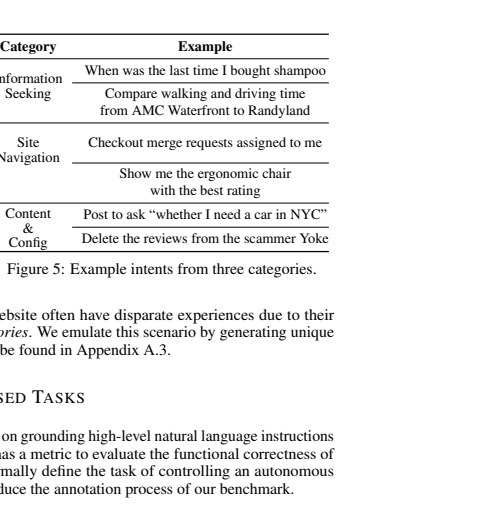 Category Example
When was the last time I bought shampoo
nformation
Seeking
Compare walking and driving time
from AMC Waterfront to Randyland
Site
Navigation
Checkout merge requests assigned to me
Show me the ergonomic chair
with the best rating
Content
&
Config
Post to ask “whether I need a car in NYC”
Delete the reviews from the scammer Yoke
Figure 5: Example intents from three categories.
ebsite often have disparate experiences due to their
ories. We emulate this scenario by generating unique
be found in Appendix A.3.
SED TASKS
on grounding high-level natural language instructions
has a metric to evaluate the functional correctness of
rmally define the task of controlling an autonomous
duce the annotation process of our benchmark.